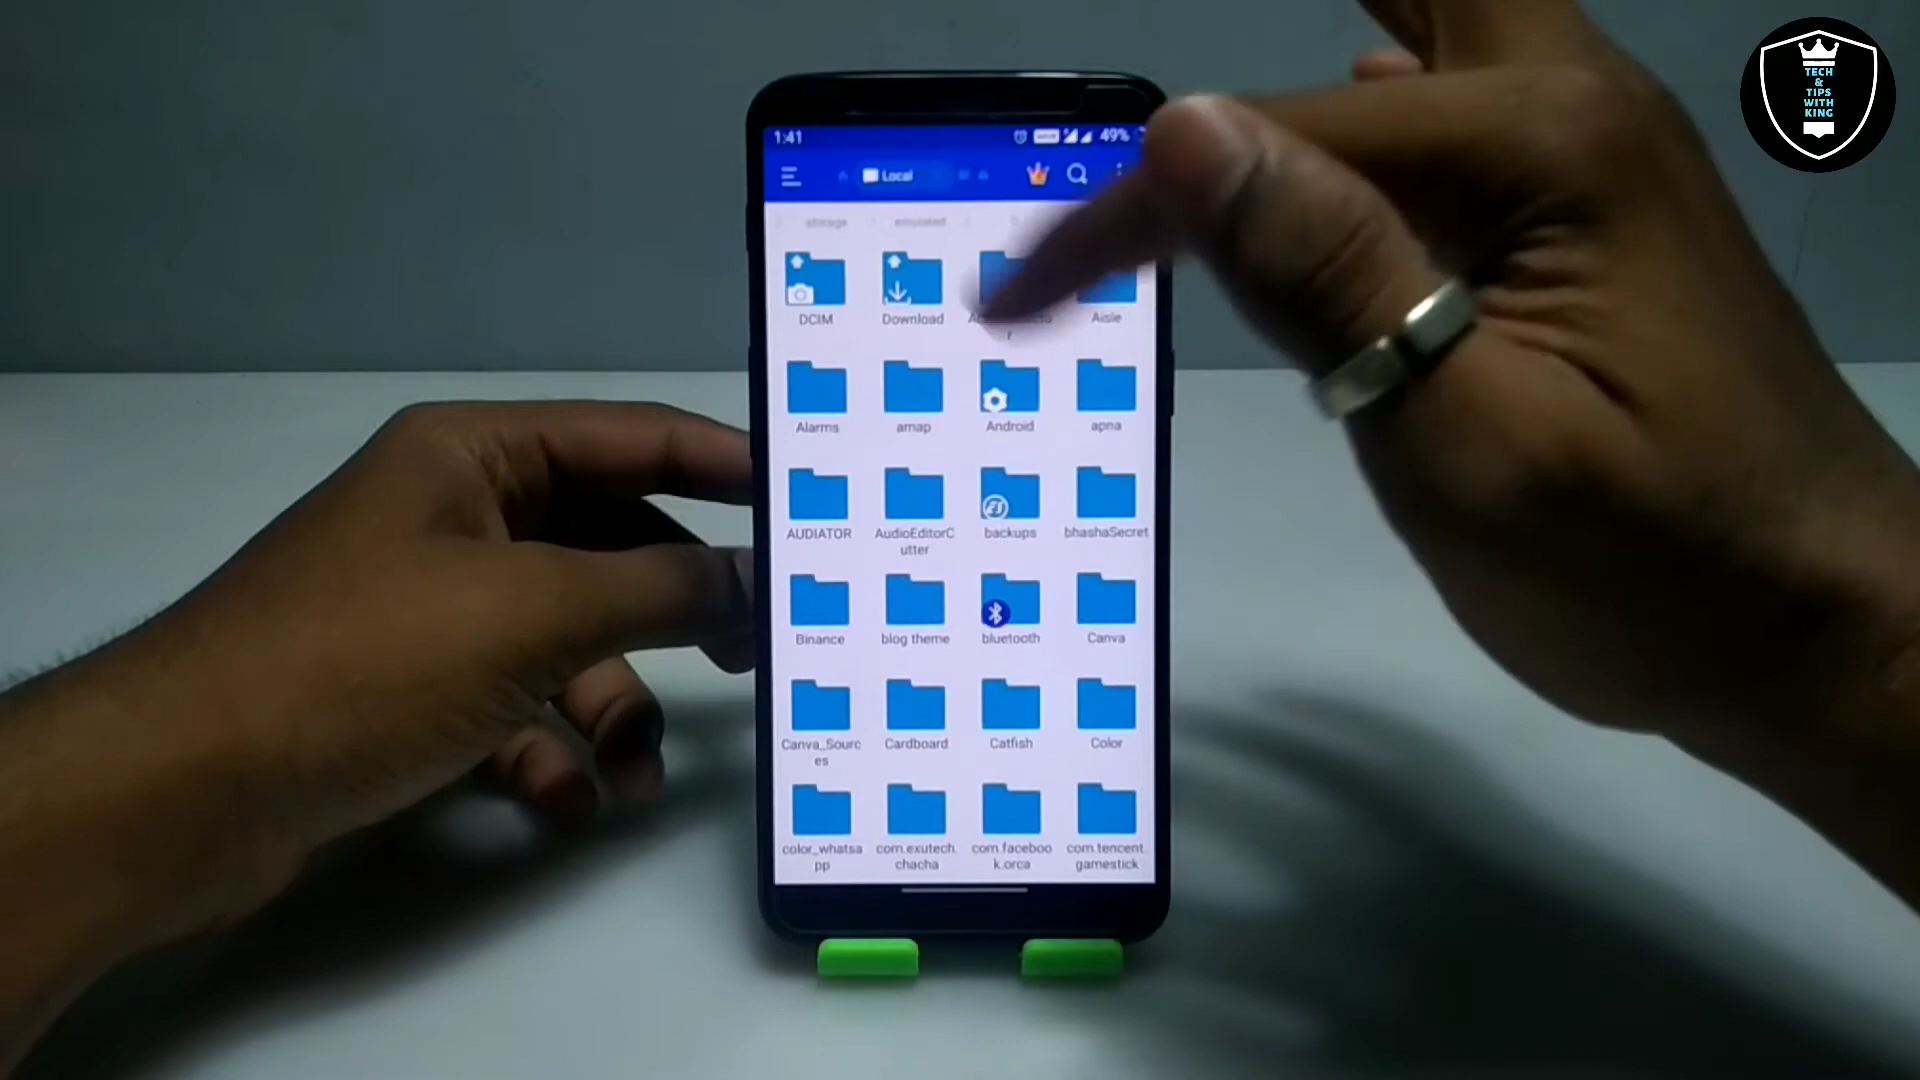 TECH
&
TIPS
WITH
KING
1:41
49%
Local
storage
emulated
DCIM
Download
Aisle
Alarms
amap
Android
apna
AUDIATOR
AudioEditorC
utter
backups
bhashaSecret
Binance
blog theme
bluetooth
Canva
Canva_Sourc
es
Cardboard
Catfish
Color
color_whatsa
pp
com.exutech.
chacha
com.faceboo
k.orca
com.tencent.
gamestick